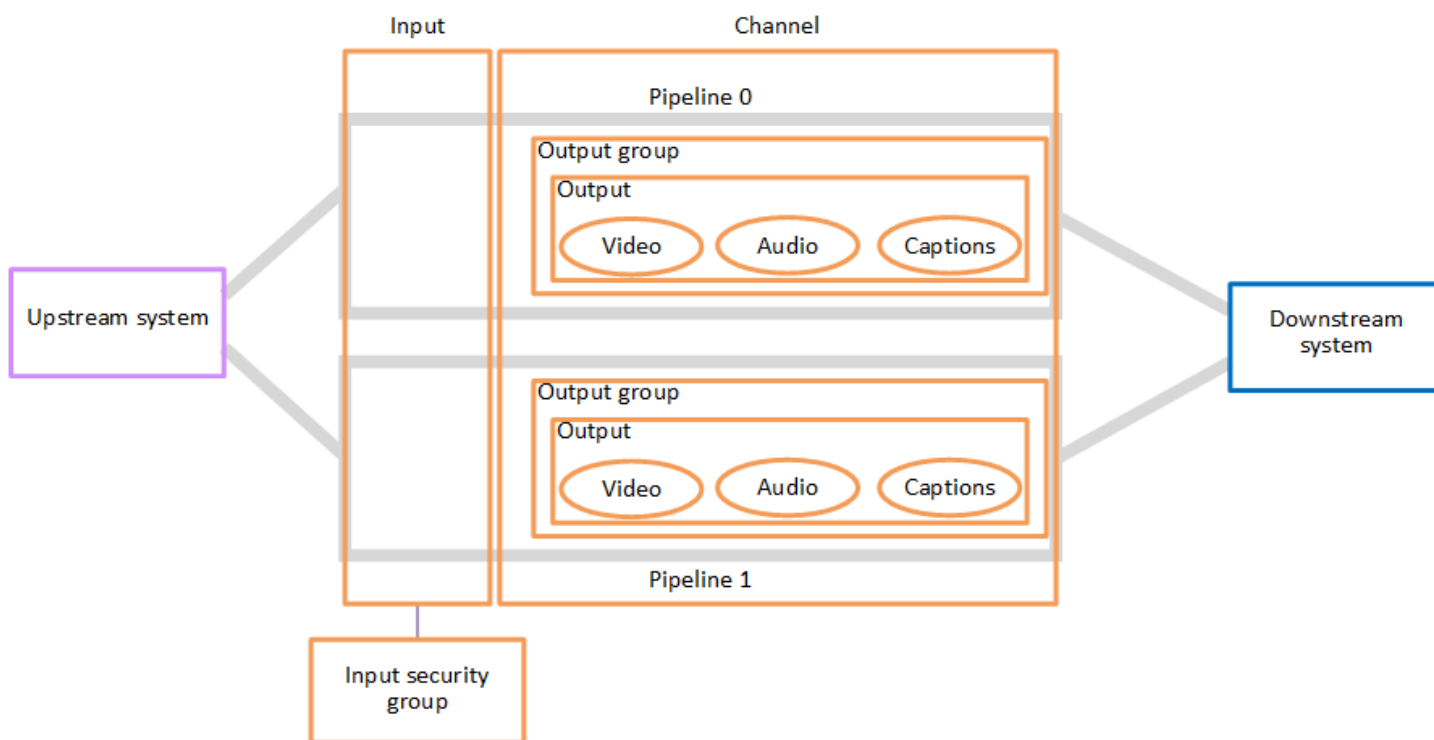 Input
Channel
Pipeline 0
Output group
Output
Video
Audio
Captions
Upstream system
Downstream
system
Output group
Output
Video
Audio
Captions
Pipeline 1
Input security
group